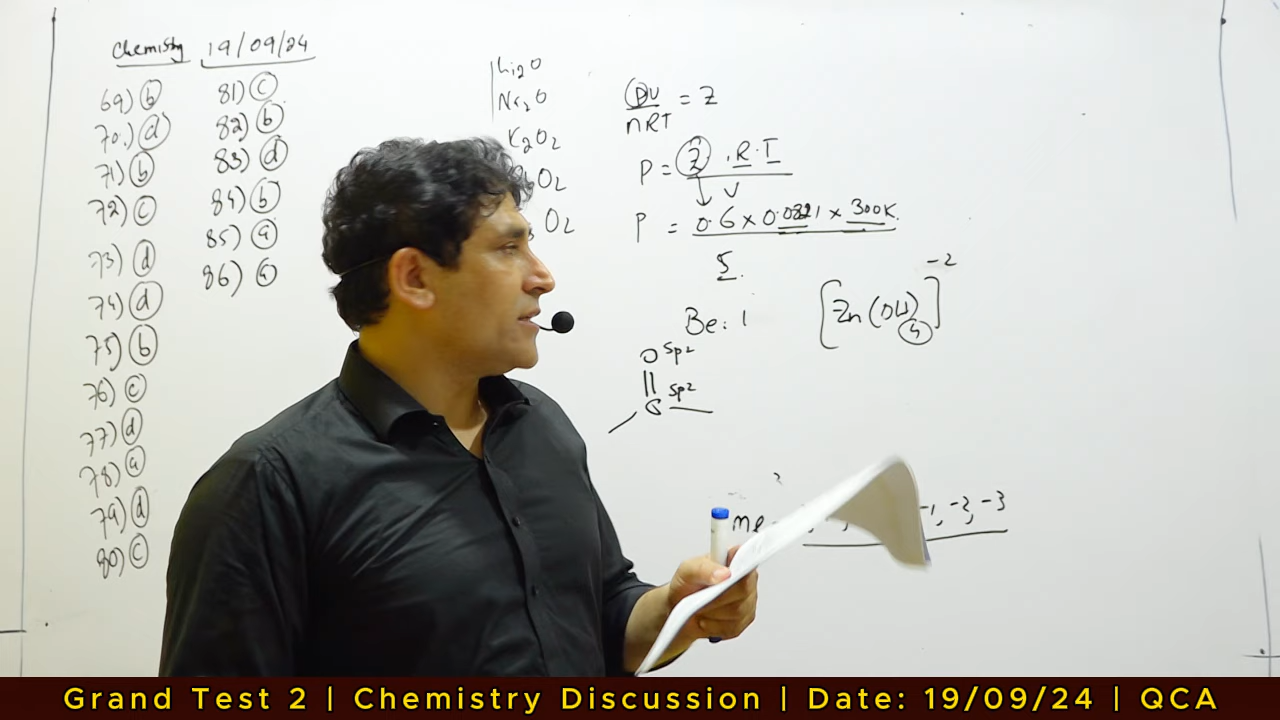 Chemistry 19/09/24
69) b
70.) d
71) b
72) c
73) d
74) d
75) b
76) c
77) d
78) a
79) d
80) c
81) c
82) b
83) d
84) b
85) a
86) a
Li2O
Na2O
K2O2
O2
O2
PV = Z
nRT
P = Z . R. T
V
P = 0.6 x 0.0821 x 300K.
5.
Be: i
[Zn(OH)4]-2
O sp2
||
C sp2
me -1, -2, -3
Grand Test 2 | Chemistry Discussion | Date: 19/09/24 | QCA